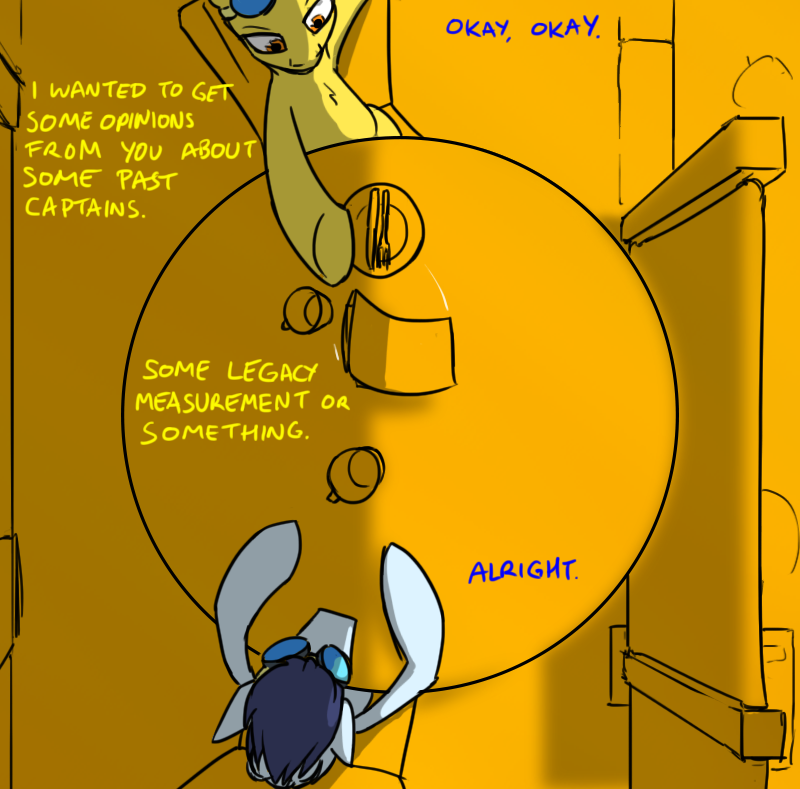 OKAY, OKAY.
I WANTED TO GET
SOME OPINIONS
FROM YOU ABOUT
SOME PAST
CAPTAINS.
SOME LEGACY
MEASUREMENT OR
SOMETHING.
ALRIGHT.